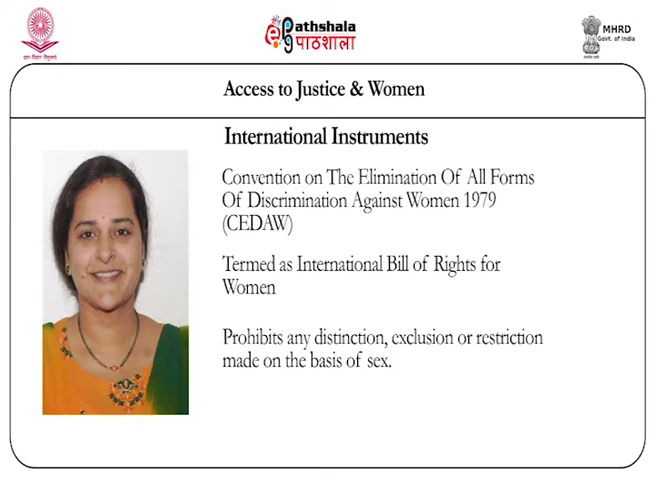 ePG Pathshala
पाठशाला
MHRD
Govt. of India
Access to Justice & Women
International Instruments
Convention on The Elimination Of All Forms
Of Discrimination Against Women 1979
(CEDAW)
Termed as International Bill of Rights for
Women
Prohibits any distinction, exclusion or restriction
made on the basis of sex.